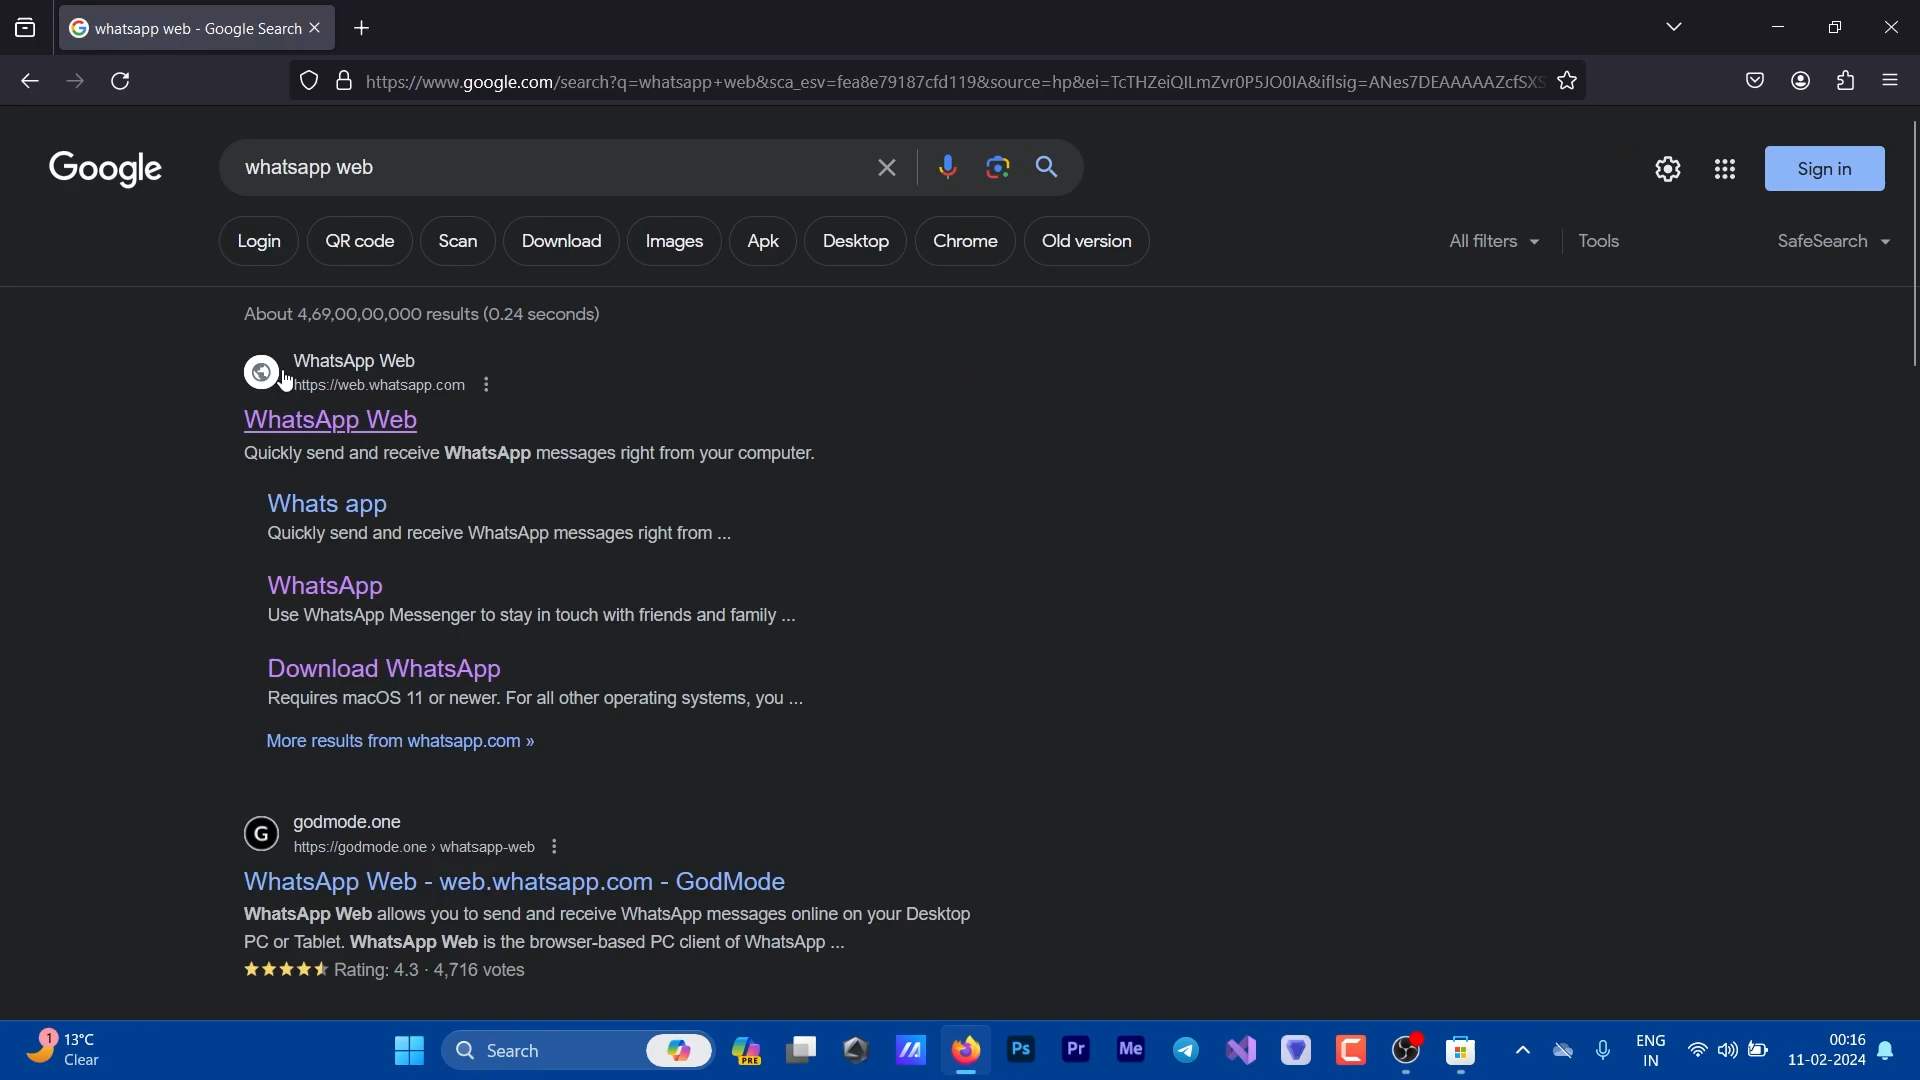 whatsapp web - Google Search
https://www.google.com/search?q=whatsapp+web&sca_esv=fea8e79187cfd119&source=hp&ei=TcTHZeiQILmZvr0P5JO0IA&iflsig=ANes7DEAAAAAZcfSXS
Google
whatsapp web
Sign in
Login QR code Scan Download Images Apk Desktop Chrome Old version All filters Tools SafeSearch
About 4,69,00,00,000 results (0.24 seconds)
WhatsApp Web
https://web.whatsapp.com
WhatsApp Web
Quickly send and receive WhatsApp messages right from your computer.
Whats app
Quickly send and receive WhatsApp messages right from ...
WhatsApp
Use WhatsApp Messenger to stay in touch with friends and family ...
Download WhatsApp
Requires macOS 11 or newer. For all other operating systems, you ...
More results from whatsapp.com »
G
godmode.one
https://godmode.one › whatsapp-web
WhatsApp Web - web.whatsapp.com - GodMode
WhatsApp Web allows you to send and receive WhatsApp messages online on your Desktop
PC or Tablet. WhatsApp Web is the browser-based PC client of WhatsApp ...
Rating: 4.3 · 4,716 votes
1
13°C
Clear
Search
PRE
Ps
Pr
Me
ENG
IN
00:16
11-02-2024